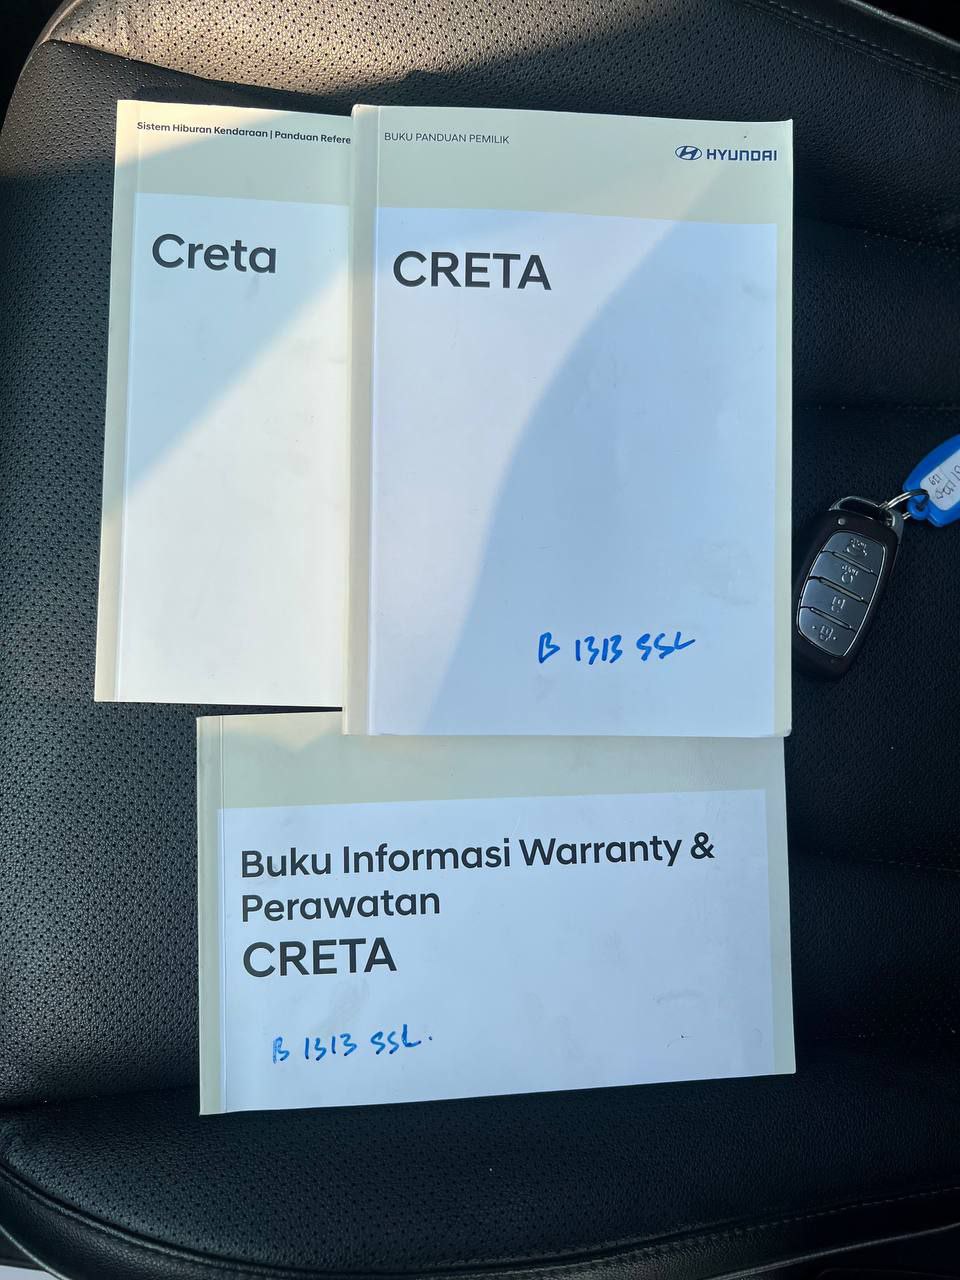 Sistem Hiburan Kendaraan | Panduan Refere
Creta
BUKU PANDUAN PEMILIK
HYUNDAI
CRETA
B 1313 SSL
Buku Informasi Warranty &
Perawatan
CRETA
B 1313 SSL.